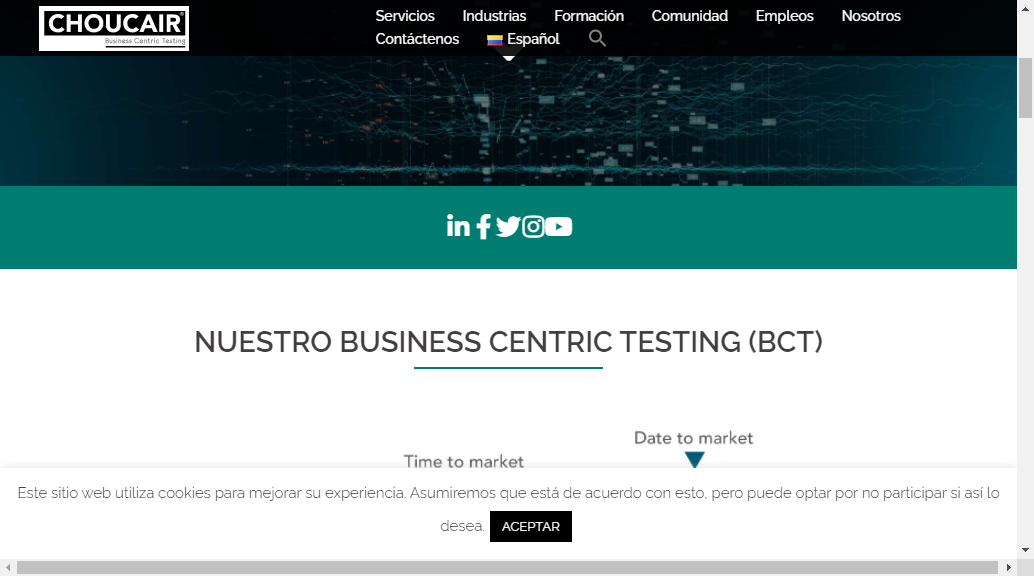 CHOUCAIR®
Business Centric Testing
Servicios Industrias Formación Comunidad Empleos Nosotros
Contáctenos Español
NUESTRO BUSINESS CENTRIC TESTING (BCT)
Date to market
Time to market
Este sitio web utiliza cookies para mejorar su experiencia. Asumiremos que está de acuerdo con esto, pero puede optar por no participar si así lo
desea. ACEPTAR